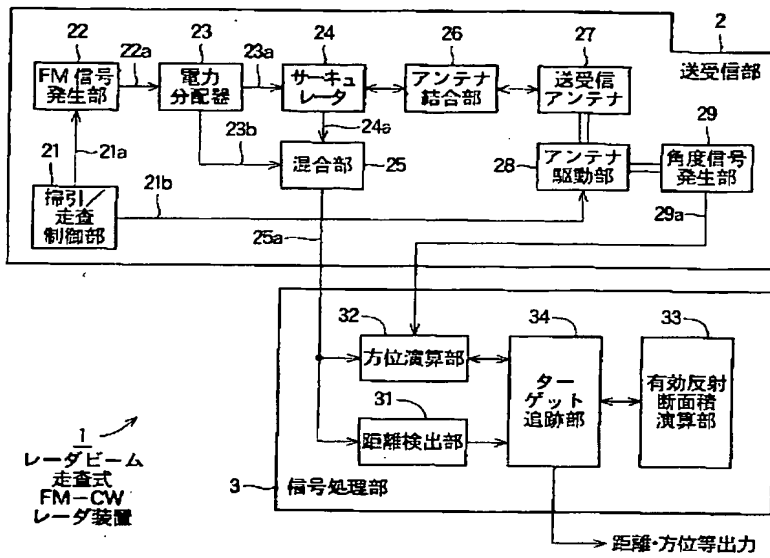 2
送受信部
22
22a
23
23a
24
26
27
FM信号
発生部
電力
分配器
サーキュ
レータ
アンテナ
結合部
送受信
アンテナ
21
21a
23b
24a
混合部
25
28
アンテナ
駆動部
29
角度信号
発生部
掃引/
走査
制御部
21b
25a
29a
32
方位演算部
34
ター
ゲット
追跡部
33
有効反射
断面積
演算部
31
距離検出部
3
信号処理部
1
レーダビーム
走査式
FM-CW
レーダ装置
距離・方位等出力